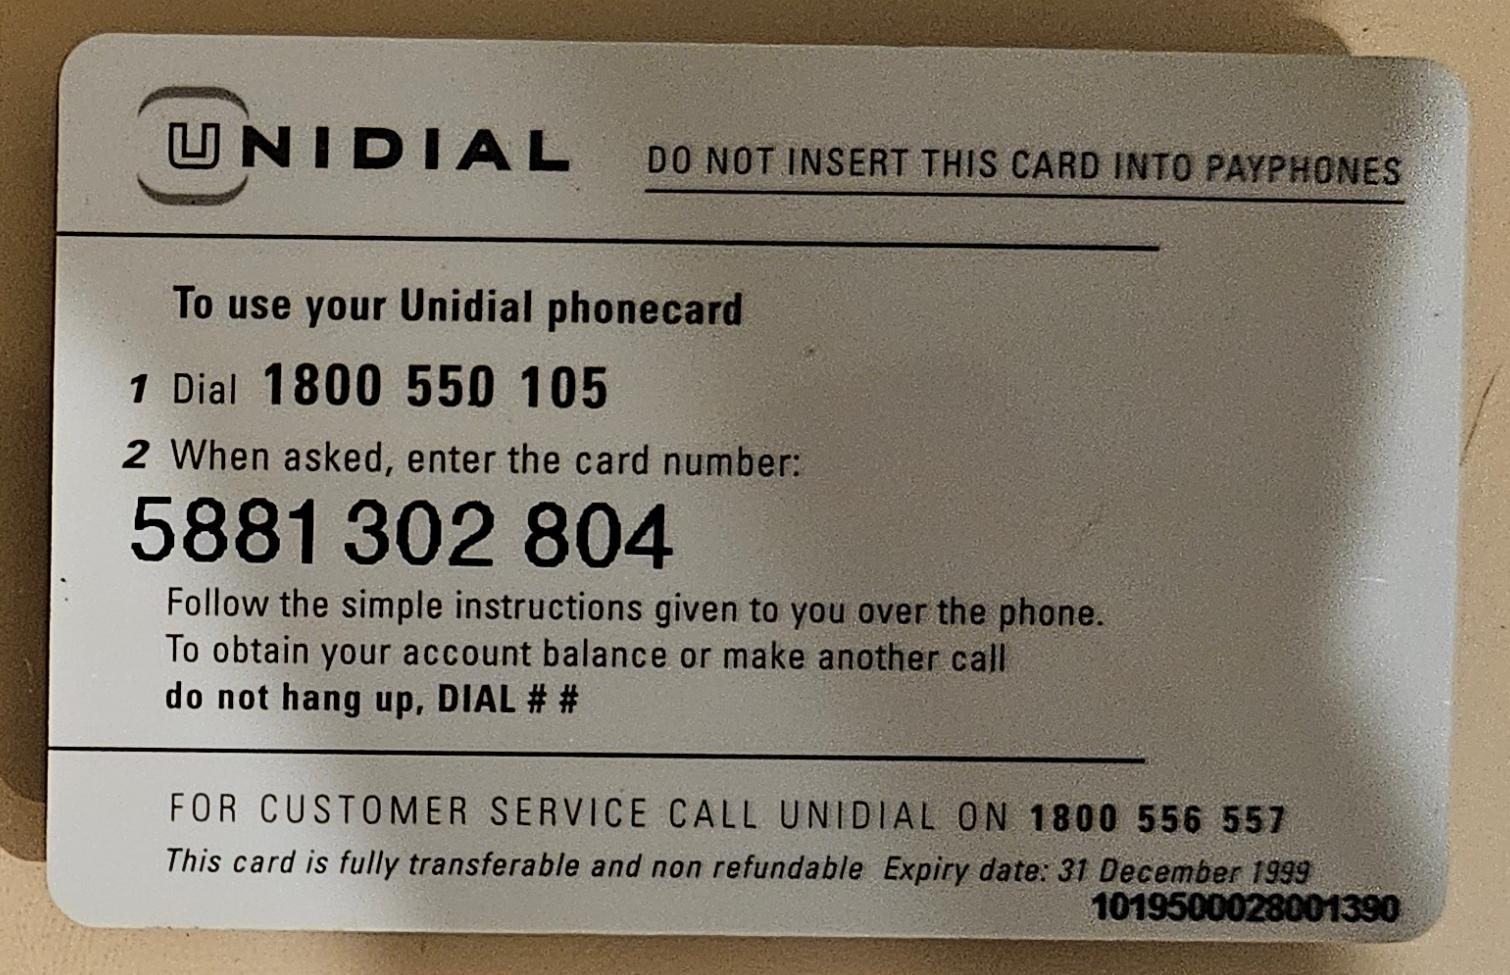 UNIDIAL
DO NOT INSERT THIS CARD INTO PAYPHONES
To use your Unidial phonecard
1 Dial 1800 550 105
2 When asked, enter the card number:
5881 302 804
Follow the simple instructions given to you over the phone.
To obtain your account balance or make another call
do not hang up, DIAL # #
FOR CUSTOMER SERVICE CALL UNIDIAL ON 1800 556 557
This card is fully transferable and non refundable Expiry date: 31 December 1999
1019500028001390